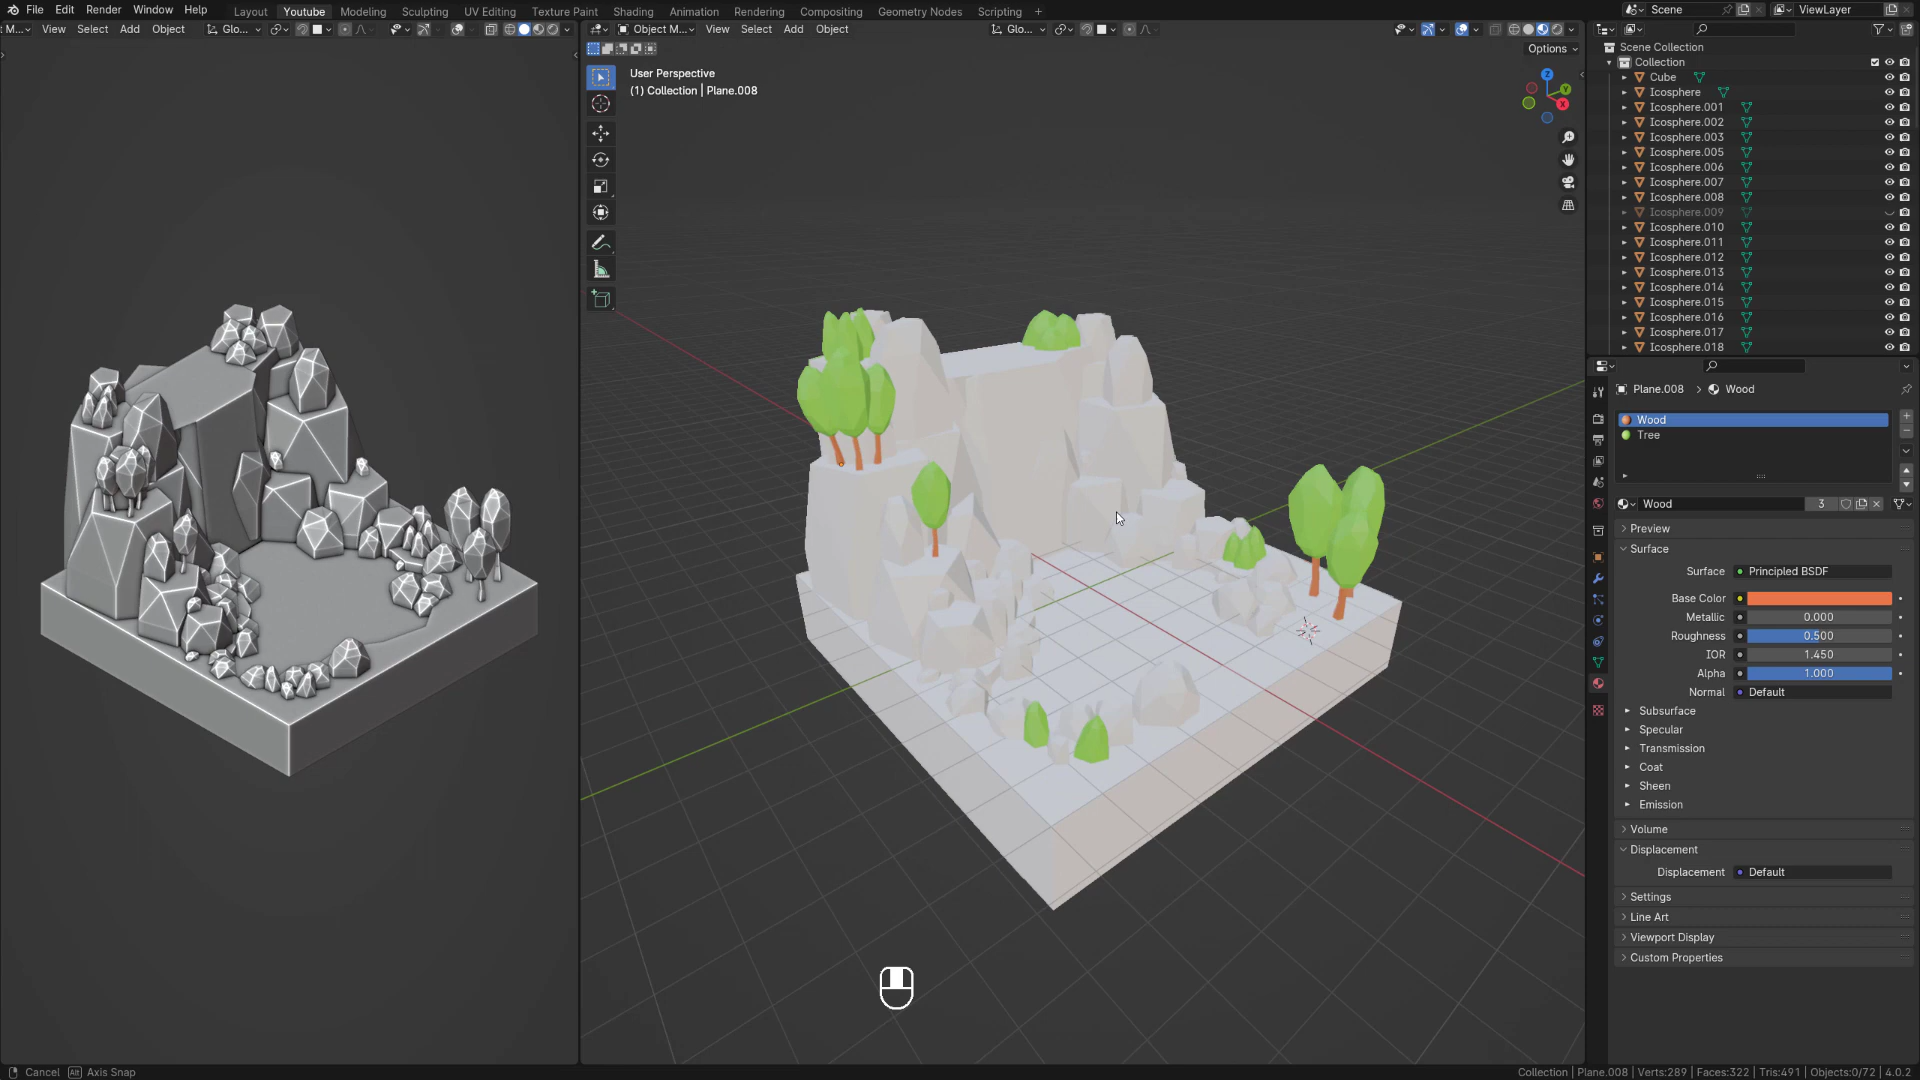 File Edit Render Window Help
Layout Youtube Modeling Sculpting UV Editing Texture Paint Shading Animation Rendering Compositing Geometry Nodes Scripting +
Scene
ViewLayer
M... View Select Add Object Glo...
Object M... View Select Add Object Glo...
Options
User Perspective
(1) Collection | Plane.008
Z
Y
X
Scene Collection
Collection
Cube
Icosphere
Icosphere.001
Icosphere.002
Icosphere.003
Icosphere.005
Icosphere.006
Icosphere.007
Icosphere.008
Icosphere.009
Icosphere.010
Icosphere.011
Icosphere.012
Icosphere.013
Icosphere.014
Icosphere.015
Icosphere.016
Icosphere.017
Icosphere.018
Plane.008 > Wood
Wood
Tree
Wood 3
Preview
Surface
Surface Principled BSDF
Base Color
Metallic 0.000
Roughness 0.500
IOR 1.450
Alpha 1.000
Normal Default
Subsurface
Specular
Transmission
Coat
Sheen
Emission
Volume
Displacement
Displacement Default
Settings
Line Art
Viewport Display
Custom Properties
Cancel Alt Axis Snap
Collection | Plane.008 | Verts:289 | Faces:322 | Tris:491 | Objects:0/72 | 4.0.2